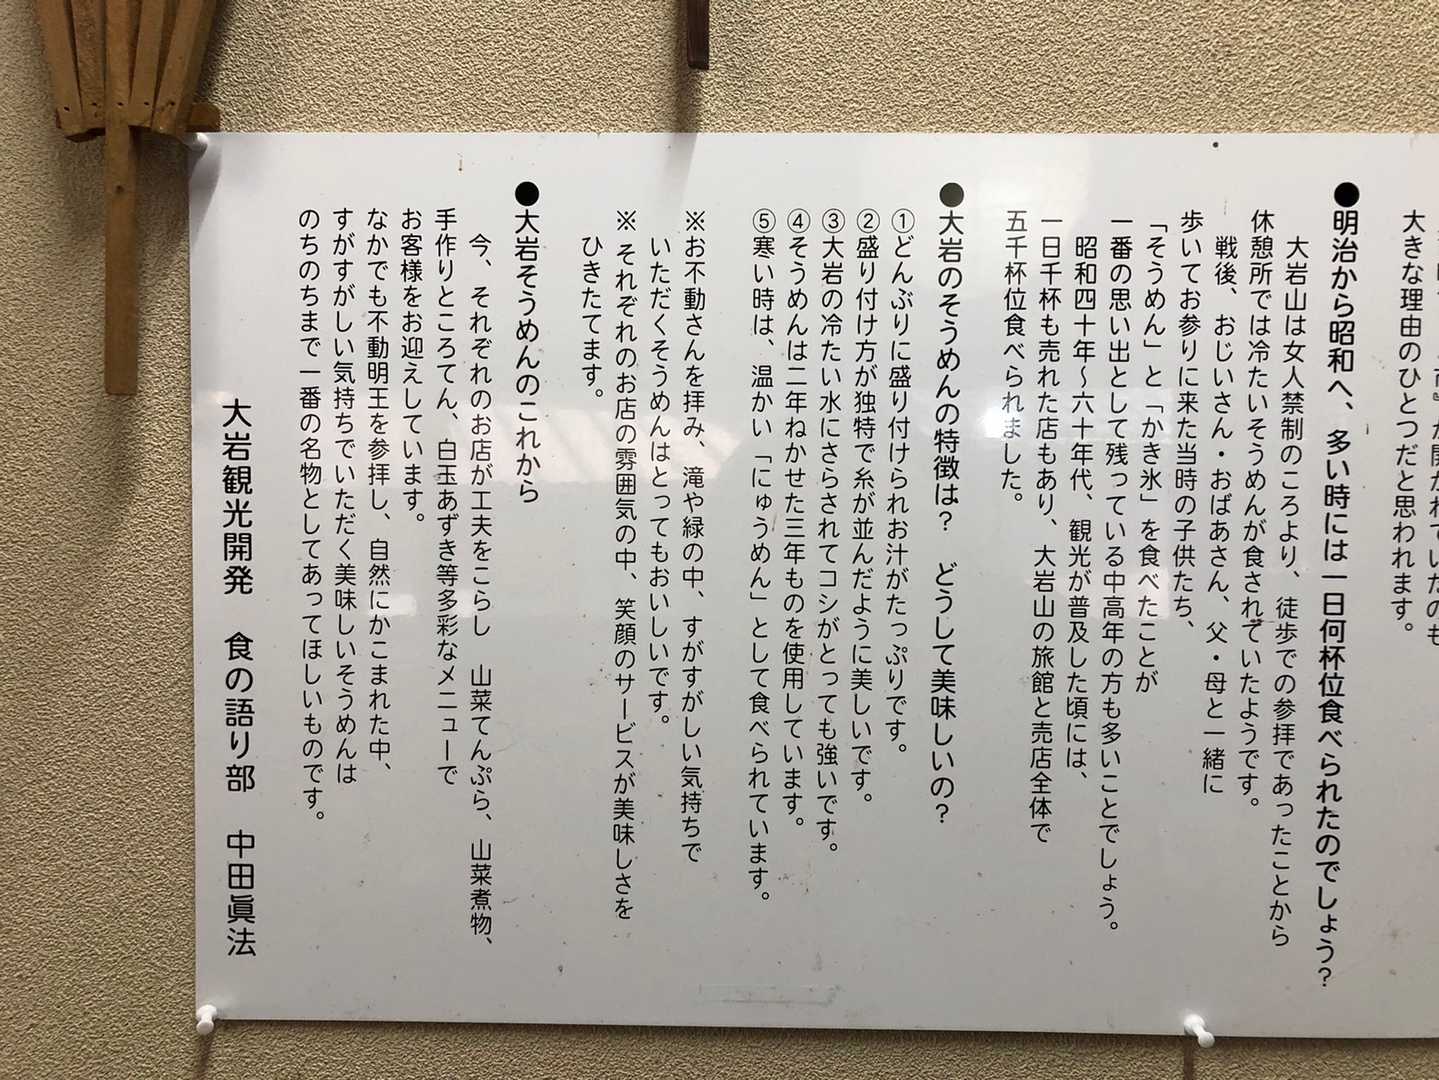 大きな理由のひとつだと思われます。
●明治から昭和へ、多い時には一日何杯位食べられたのでしょう?
大岩山は女人禁制のころより、徒歩での参拝であったことから
休憩所では冷たいそうめんが食されていたようです。
戦後、おじいさん・おばあさん、父・母と一緒に
歩いてお参りに来た当時の子供たち、
「そうめん」と「かき氷」を食べたことが
一番の思い出として残っている中高年の方も多いことでしょう。
昭和四十年〜六十年代、観光が普及した頃には、
一日千杯も売れた店もあり、大岩山の旅館と売店全体で
五千杯位食べられました。
●大岩のそうめんの特徴は? どうして美味しいの?
①どんぶりに盛り付けられお汁がたっぷりです。
②盛り付け方が独特で糸が並んだように美しいです。
③大岩の冷たい水にさらされてコシがとっても強いです。
④そうめんは二年ねかせた三年ものを使用しています。
⑤寒い時は、温かい「にゅうめん」として食べられています。
※お不動さんを拝み、滝や緑の中、すがすがしい気持ちで
いただくそうめんはとってもおいしいです。
※それぞれのお店の雰囲気の中、笑顔のサービスが美味しさを
ひきたてます。
●大岩そうめんのこれから
今、それぞれのお店が工夫をこらし 山菜てんぷら、山菜煮物、
手作りところてん、白玉あずき等多彩なメニューで
お客様をお迎えしています。
なかでも不動明王を参拝し、自然にかこまれた中、
すがすがしい気持ちでいただく美味しいそうめんは
のちのちまで一番の名物としてあってほしいものです。
大岩観光開発 食の語り部 中田眞法